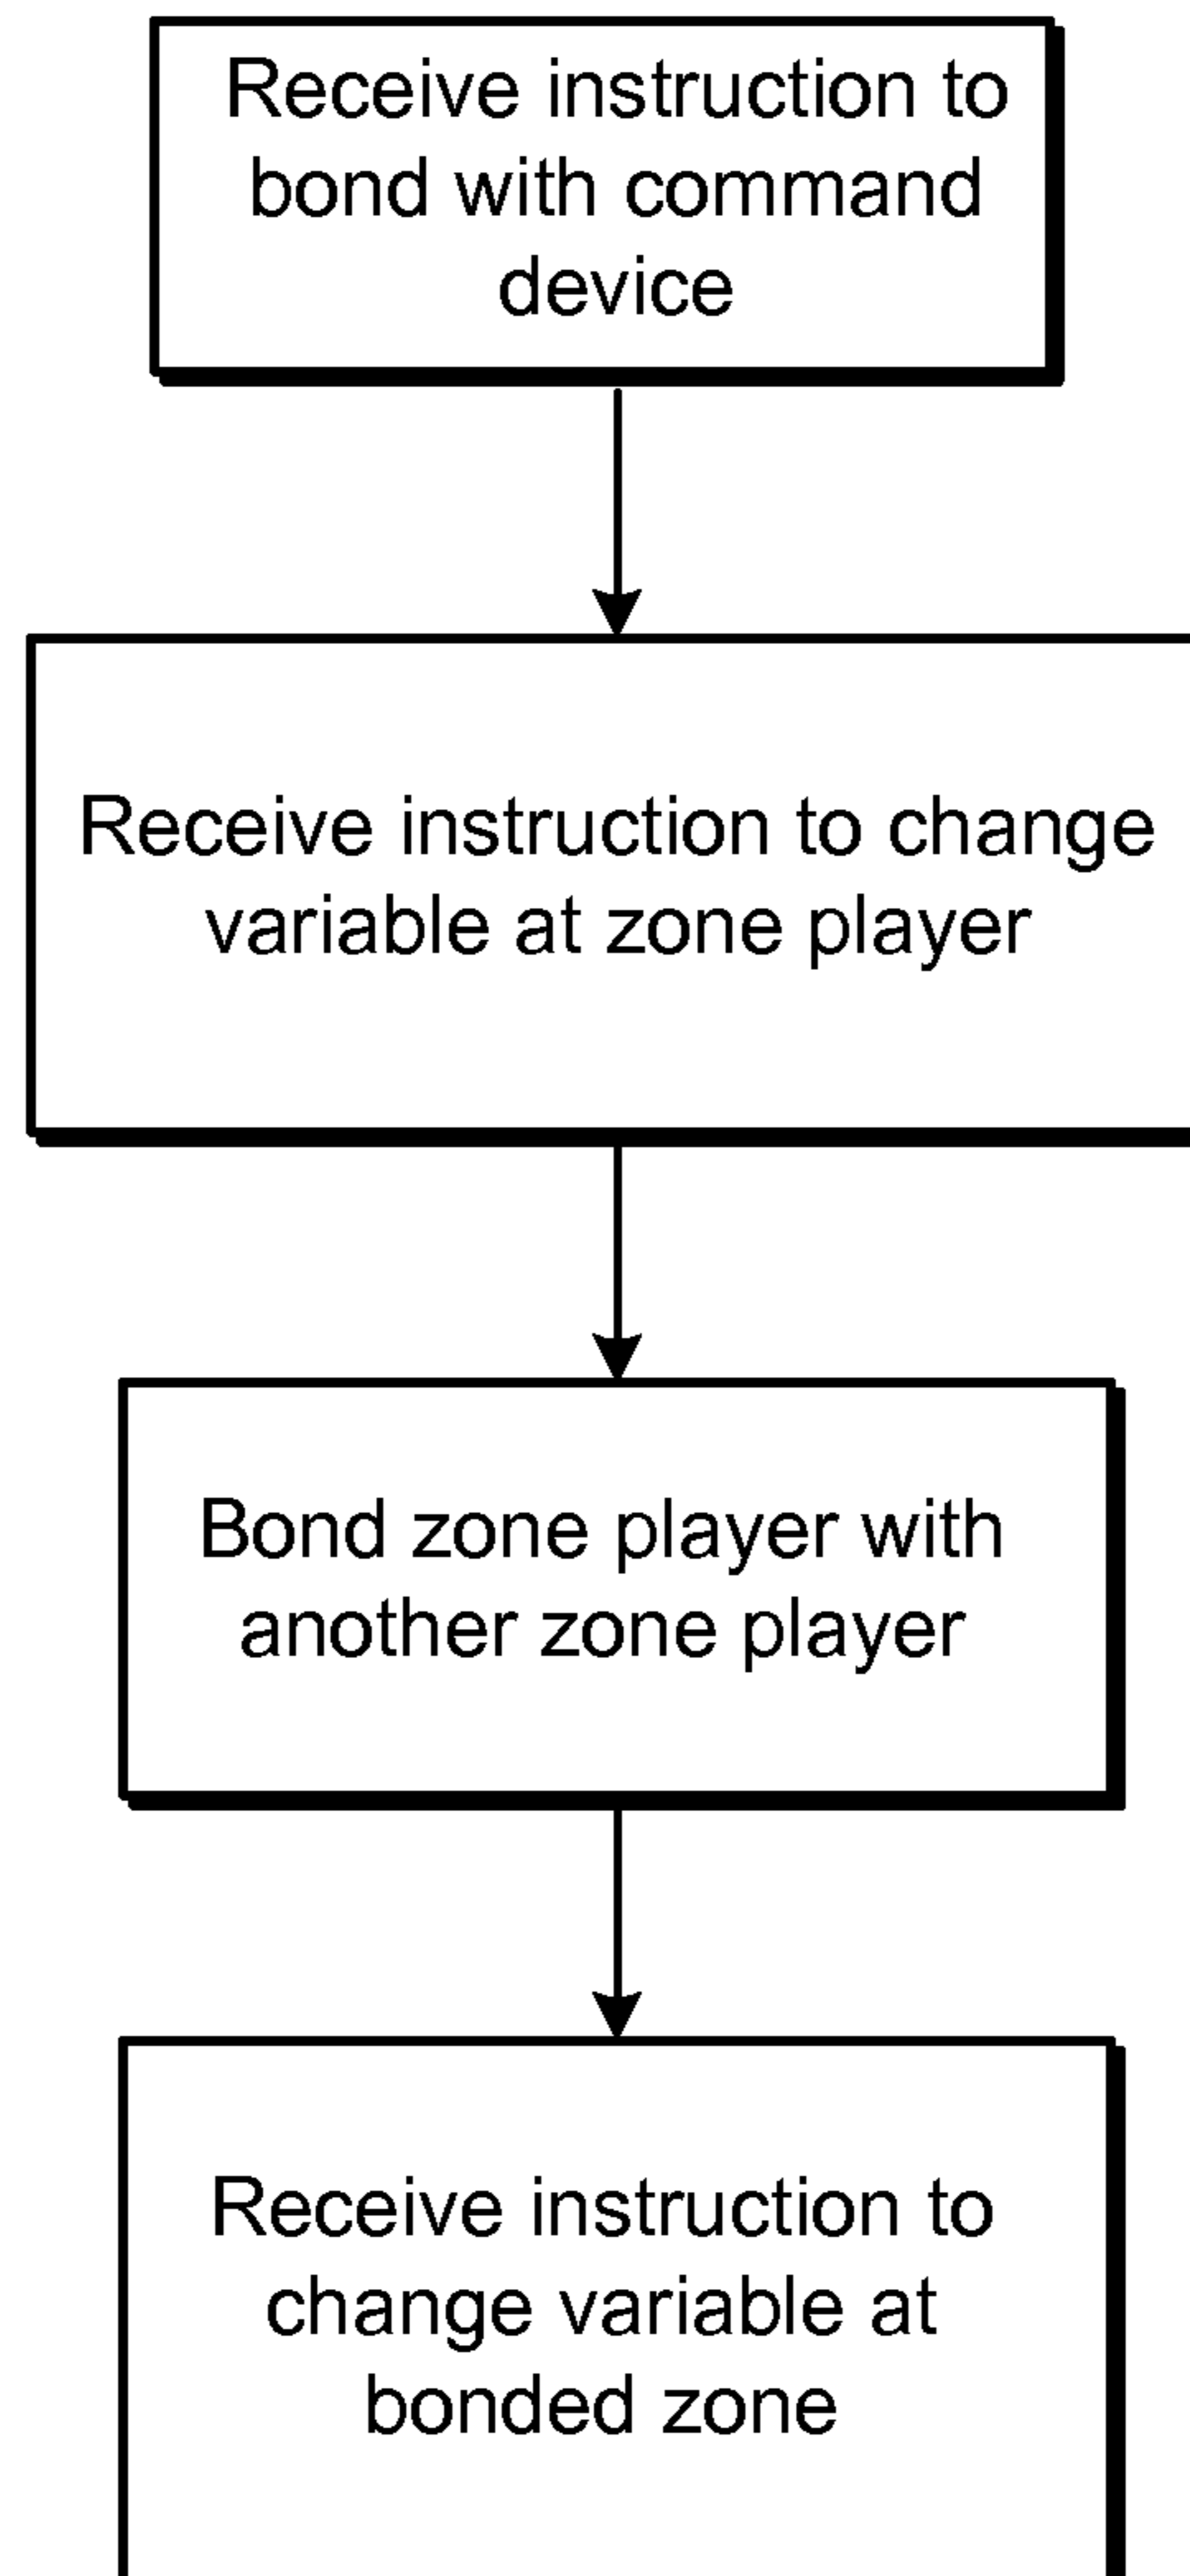 Receive instruction to
bond with command
device
Receive instruction to change
variable at zone player
Bond zone player with
another zone player
Receive instruction to
change variable at
bonded zone